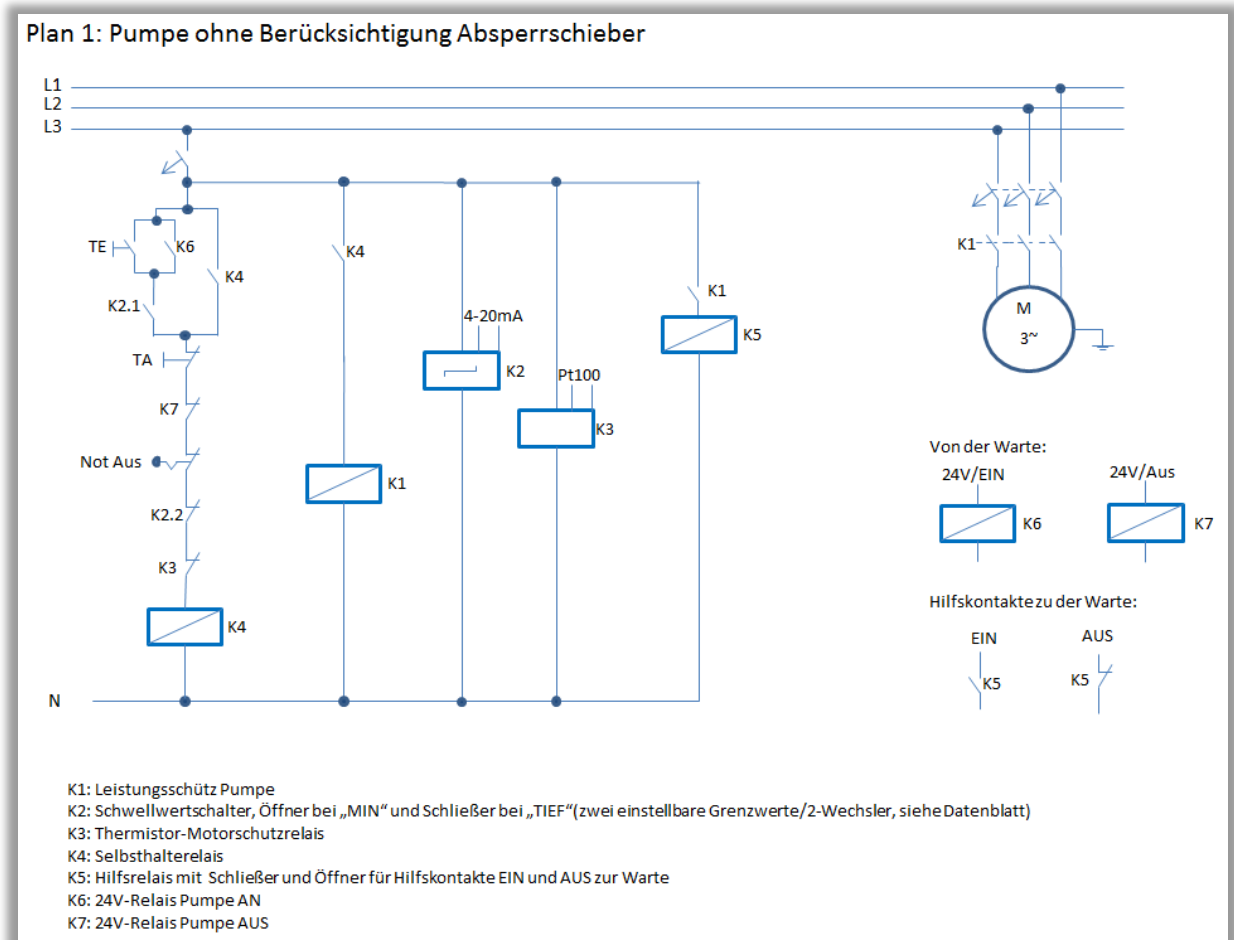 Plan 1: Pumpe ohne Berücksichtigung Absperrschieber
L1
L2
L3
TE
K6
K4
K2.1
TA
K7
Not Aus
K2.2
K3
K4
N
K4
K1
4-20mA
K2
Pt100
K3
K1
K5
K1
M
3~
Von der Warte:
24V/EIN
24V/Aus
K6
K7
Hilfskontakte zu der Warte:
EIN
AUS
K5
K5
K1: Leistungsschütz Pumpe
K2: Schwellwertschalter, Öffner bei „MIN“ und Schließer bei „TIEF“(zwei einstellbare Grenzwerte/2-Wechsler, siehe Datenblatt)
K3: Thermistor-Motorschutzrelais
K4: Selbsthalterelais
K5: Hilfsrelais mit Schließer und Öffner für Hilfskontakte EIN und AUS zur Warte
K6: 24V-Relais Pumpe AN
K7: 24V-Relais Pumpe AUS